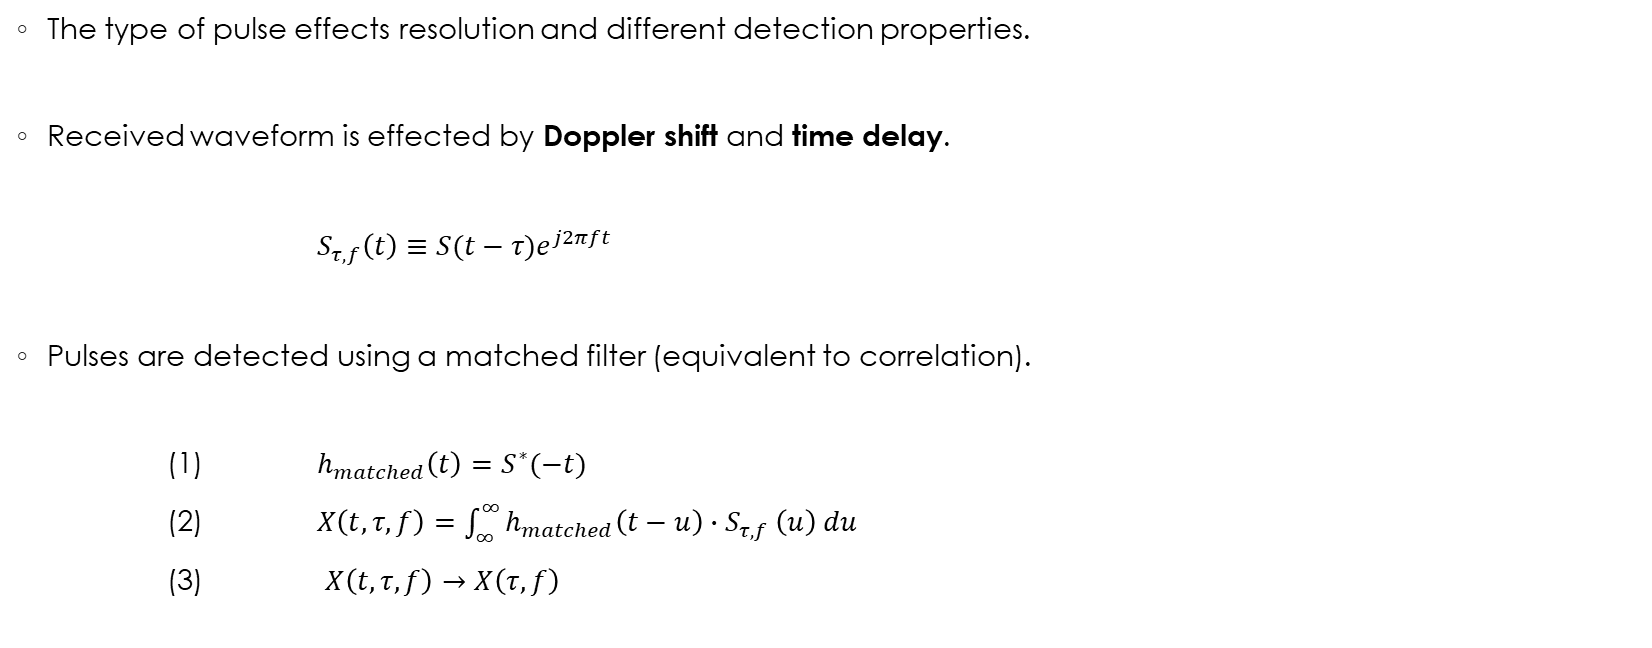 ◦ The type of pulse effects resolution and different detection properties.
◦ Received waveform is effected by Doppler shift and time delay.
S_{τ,f}(t) ≡ S(t − τ)e^{j2πft}
◦ Pulses are detected using a matched filter (equivalent to correlation).
(1) h_{matched}(t) = S^*(−t)
(2) X(t, τ, f) = ∫_∞^∞ h_{matched}(t − u) · S_{τ,f} (u) du
(3) X(t, τ, f) → X(τ, f)